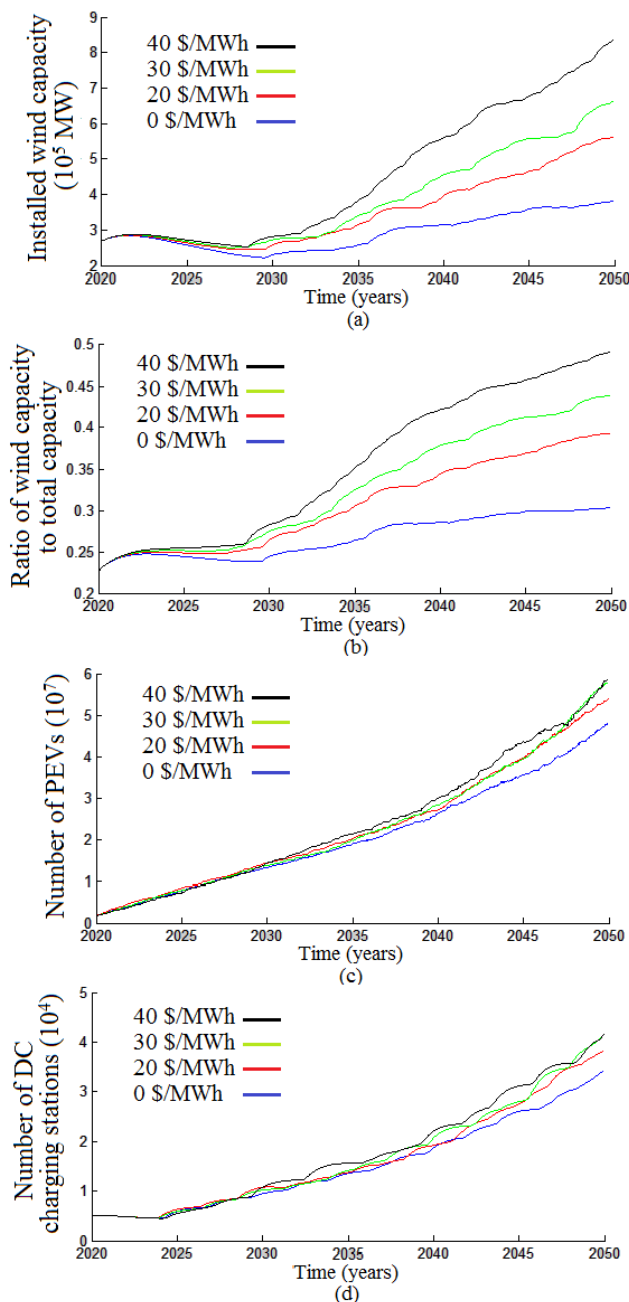 Installed wind capacity
(10⁵ MW)
9
8
7
6
5
4
3
2
40 $/MWh
30 $/MWh
20 $/MWh
0 $/MWh
2020 2025 2030 2035 2040 2045 2050
Time (years)
(a)
Ratio of wind capacity
to total capacity
0.5
0.45
0.4
0.35
0.3
0.25
0.2
40 $/MWh
30 $/MWh
20 $/MWh
0 $/MWh
2020 2025 2030 2035 2040 2045 2050
Time (years)
(b)
Number of PEVs (10⁷)
6
5
4
3
2
1
0
40 $/MWh
30 $/MWh
20 $/MWh
0 $/MWh
2020 2025 2030 2035 2040 2045 2050
Time (years)
(c)
Number of DC
charging stations (10⁴)
5
4
3
2
1
0
40 $/MWh
30 $/MWh
20 $/MWh
0 $/MWh
2020 2025 2030 2035 2040 2045 2050
Time (years)
(d)